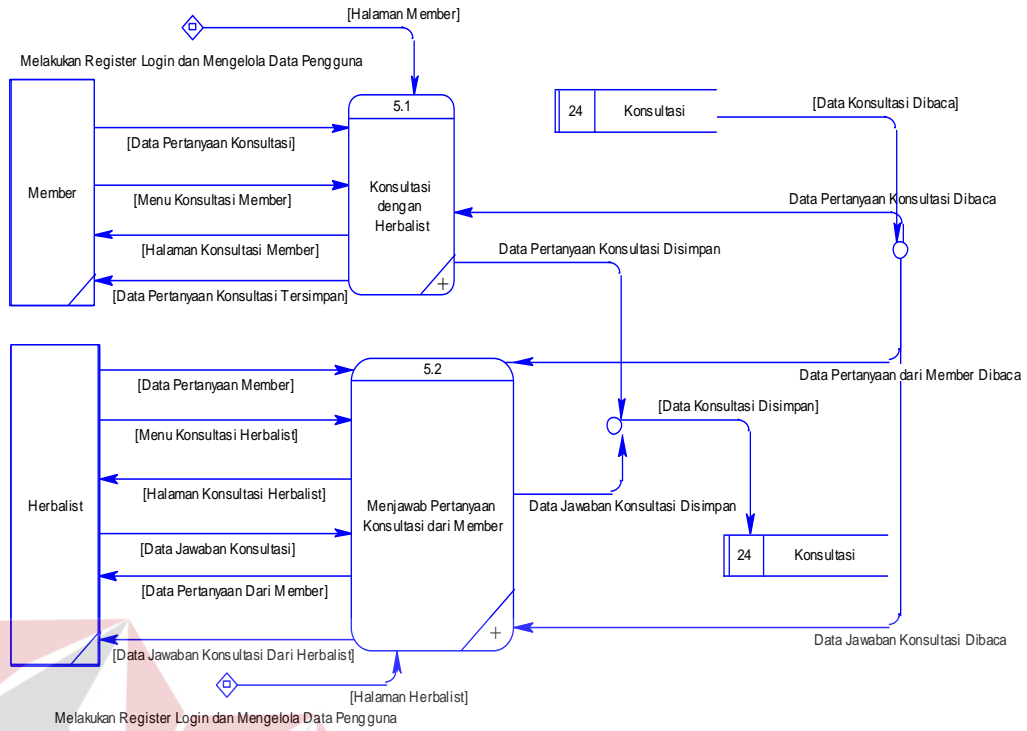 [Halaman Member]
Melakukan Register Login dan Mengelola Data Pengguna
Member
[Data Pertanyaan Konsultasi]
[Menu Konsultasi Member]
[Halaman Konsultasi Member]
[Data Pertanyaan Konsultasi Tersimpan]
5.1
Konsultasi
dengan
Herbalist
+
24
Konsultasi
[Data Konsultasi Dibaca]
Data Pertanyaan Konsultasi Dibaca
Data Pertanyaan Konsultasi Disimpan
Data Pertanyaan dari Member Dibaca
Herbalist
[Data Pertanyaan Member]
[Menu Konsultasi Herbalist]
[Halaman Konsultasi Herbalist]
[Data Jawaban Konsultasi]
[Data Pertanyaan Dari Member]
[Data Jawaban Konsultasi Dari Herbalist]
5.2
Menjawab Pertanyaan
Konsultasi dari Member
+
[Data Konsultasi Disimpan]
Data Jawaban Konsultasi Disimpan
24
Konsultasi
Data Jawaban Konsultasi Dibaca
[Halaman Herbalist]
Melakukan Register Login dan Mengelola Data Pengguna